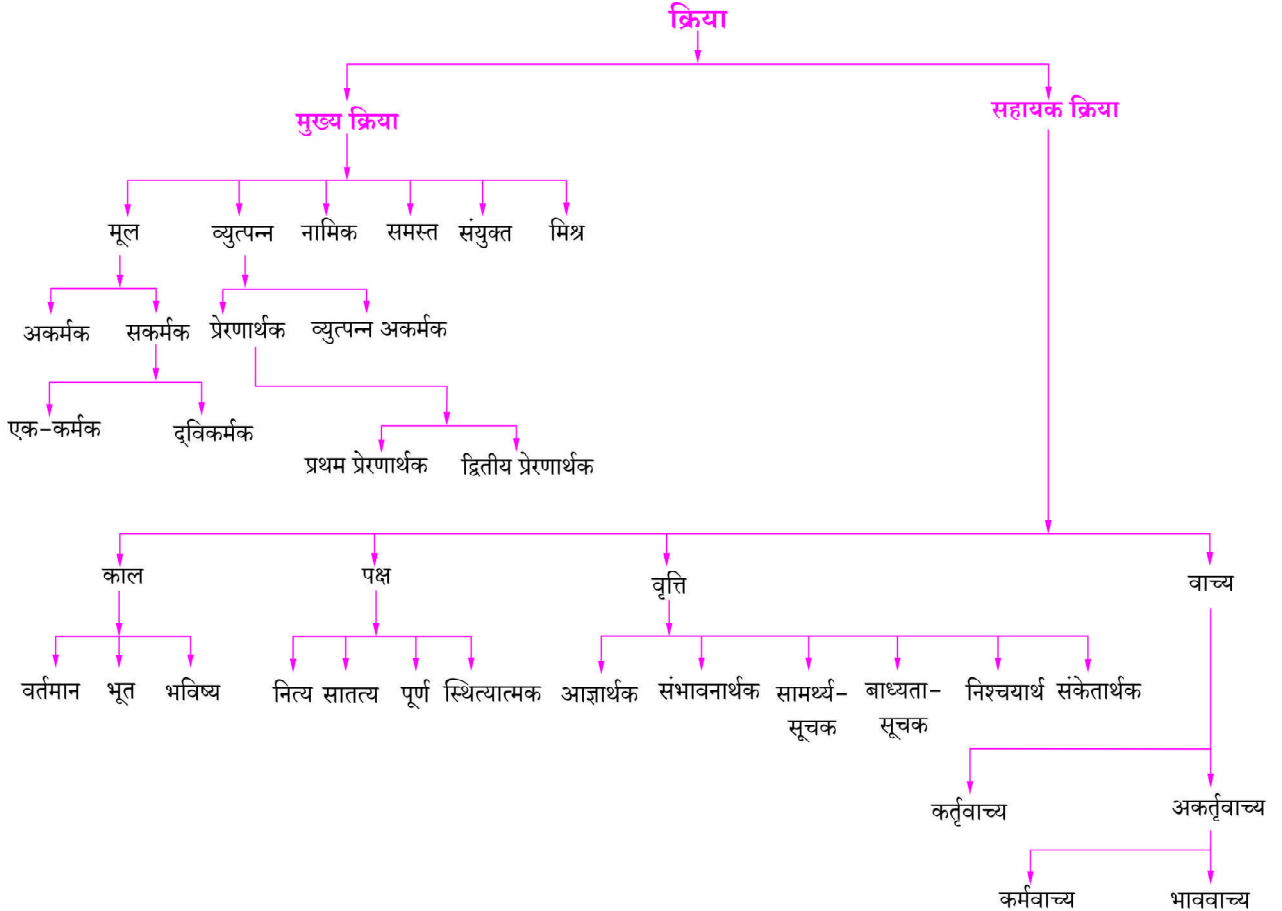 क्रिया
मुख्य क्रिया
सहायक क्रिया
मूल व्युत्पन्न नामिक समस्त संयुक्त मिश्र
अकर्मक सकर्मक प्रेरणार्थक व्युत्पन्न अकर्मक
एक-कर्मक द्‌विकर्मक
प्रथम प्रेरणार्थक द्वितीय प्रेरणार्थक
काल पक्ष वृत्ति वाच्य
वर्तमान भूत भविष्य नित्य सातत्य पूर्ण स्थित्यात्मक आज्ञार्थक संभावनार्थक सामर्थ्य- बाध्यता- निश्चयार्थ संकेतार्थक
सूचक सूचक
कर्तृवाच्य अकर्तृवाच्य
कर्मवाच्य भाववाच्य